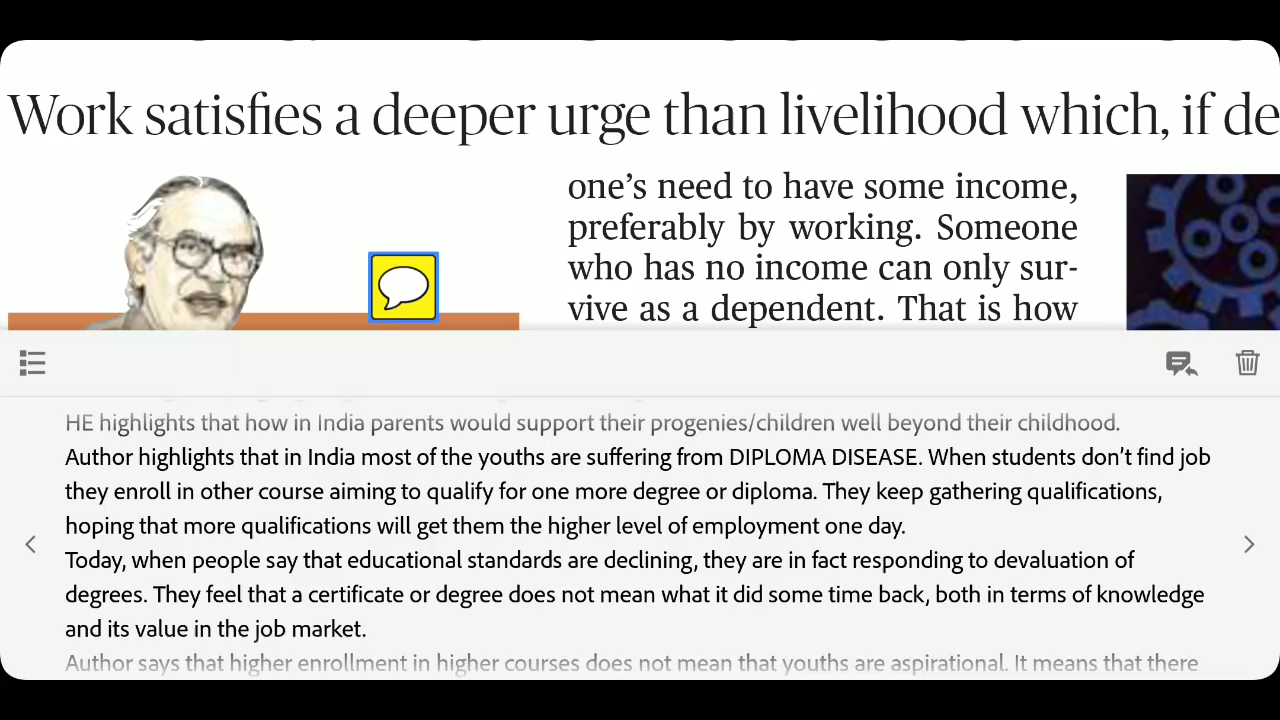 Work satisfies a deeper urge than livelihood which, if de
one's need to have some income,
preferably by working. Someone
who has no income can only sur-
vive as a dependent. That is how
HE highlights that how in India parents would support their progenies/children well beyond their childhood.
Author highlights that in India most of the youths are suffering from DIPLOMA DISEASE. When students don't find job
they enroll in other course aiming to qualify for one more degree or diploma. They keep gathering qualifications,
hoping that more qualifications will get them the higher level of employment one day.
Today, when people say that educational standards are declining, they are in fact responding to devaluation of
degrees. They feel that a certificate or degree does not mean what it did some time back, both in terms of knowledge
and its value in the job market.
Author says that higher enrollment in higher courses does not mean that youths are aspirational. It means that there